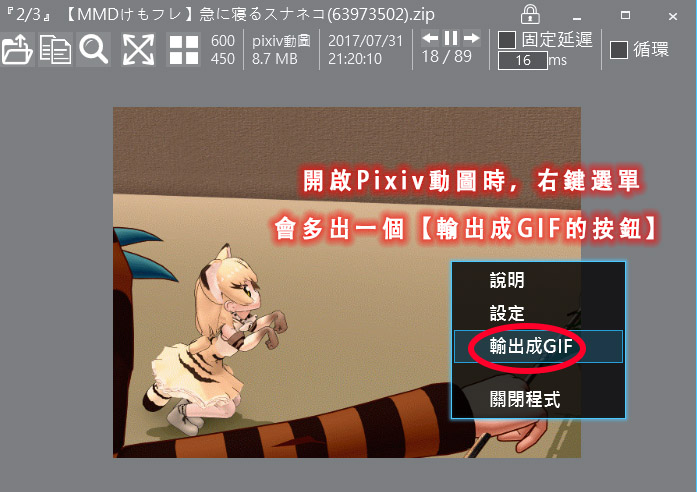 『2/3』 【MMDけもフレ】急に寝るスナネコ(63973502).zip
600
450
pixiv動圖
8.7 MB
2017/07/31
21:20:10
18 / 89
固定延遲
16 ms
循環
開啟Pixiv動圖時，右鍵選單
會多出一個【輸出成GIF的按鈕】
說明
設定
輸出成GIF
關閉程式